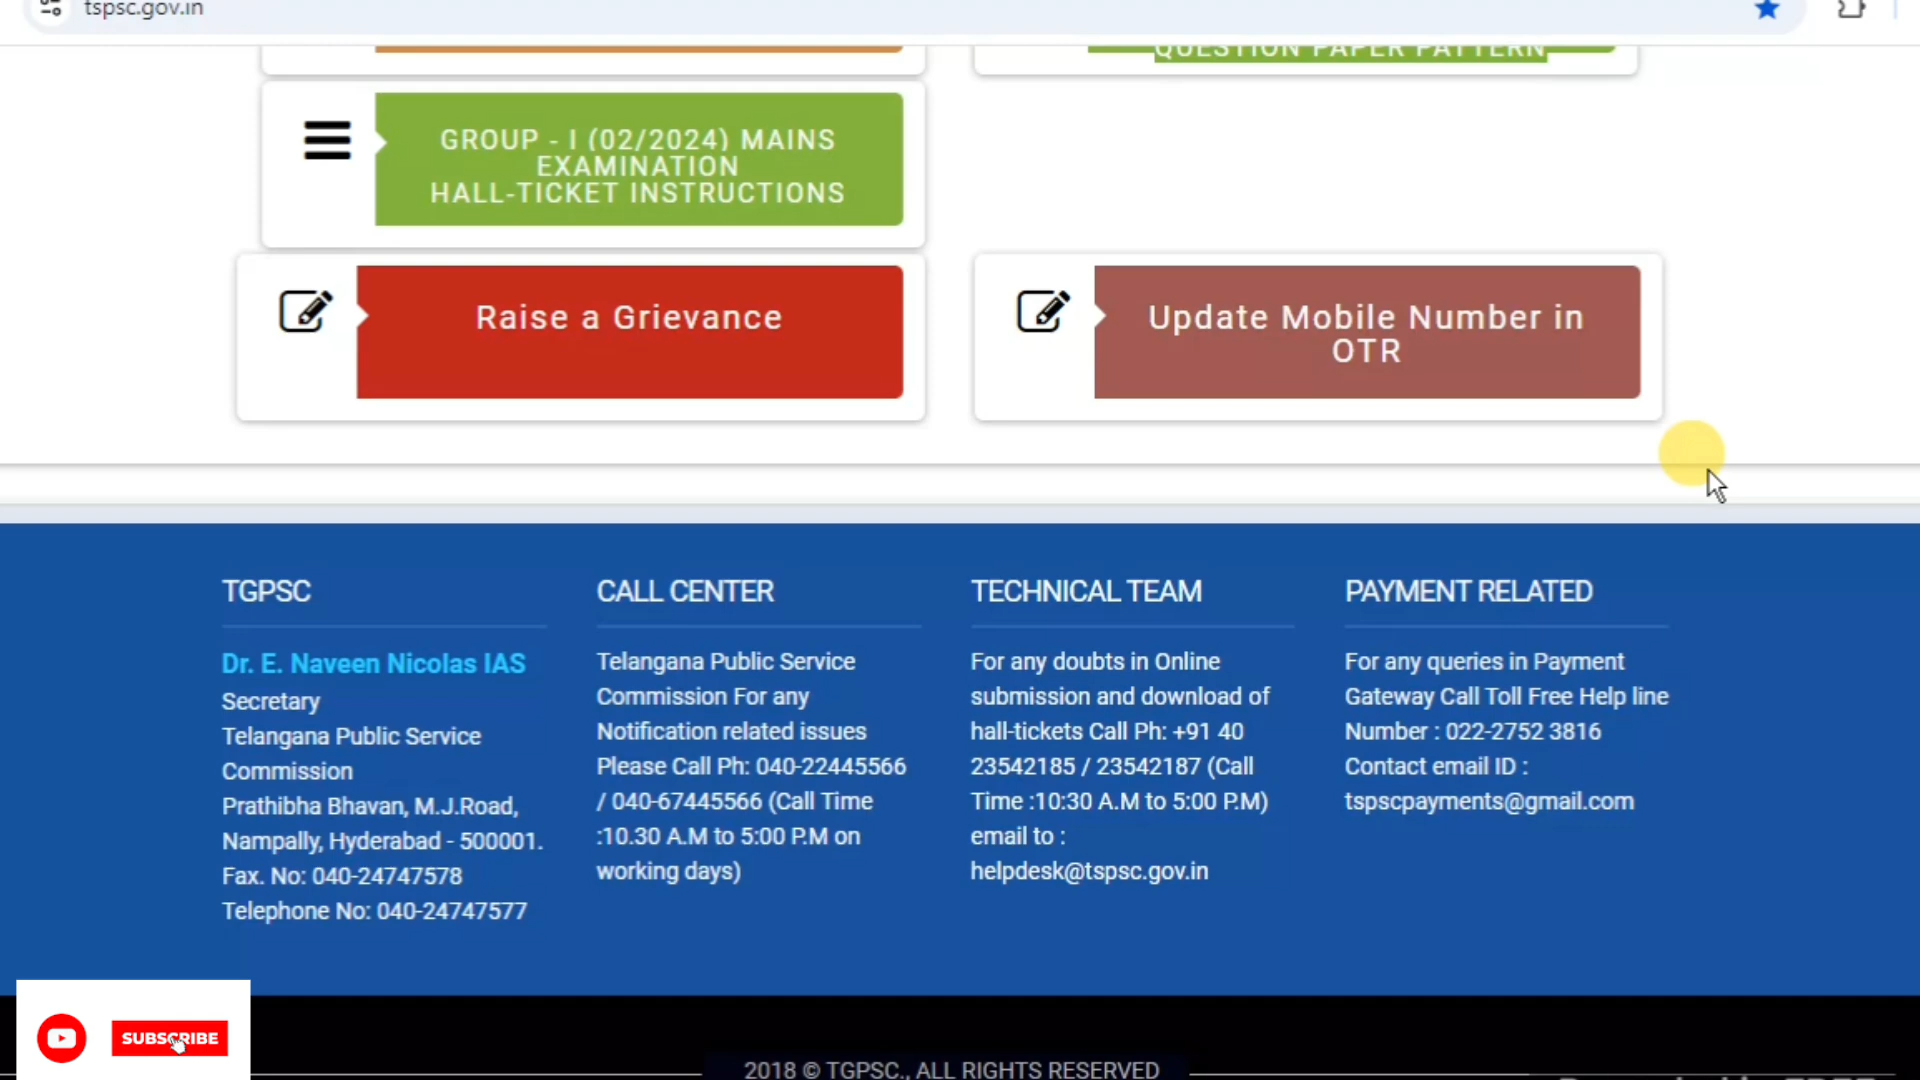 tspsc.gov.in
QUESTION PAPER PATTERN
GROUP - I (02/2024) MAINS
EXAMINATION
HALL-TICKET INSTRUCTIONS
Raise a Grievance
Update Mobile Number in
OTR
TGPSC
Dr. E. Naveen Nicolas IAS
Secretary
Telangana Public Service
Commission
Prathibha Bhavan, M.J.Road,
Nampally, Hyderabad - 500001.
Fax. No: 040-24747578
Telephone No: 040-24747577
CALL CENTER
Telangana Public Service
Commission For any
Notification related issues
Please Call Ph: 040-22445566
/ 040-67445566 (Call Time
:10.30 A.M to 5:00 P.M on
working days)
TECHNICAL TEAM
For any doubts in Online
submission and download of
hall-tickets Call Ph: +91 40
23542185 / 23542187 (Call
Time :10:30 A.M to 5:00 P.M)
email to :
helpdesk@tspsc.gov.in
PAYMENT RELATED
For any queries in Payment
Gateway Call Toll Free Help line
Number : 022-2752 3816
Contact email ID :
tspscpayments@gmail.com
SUBSCRIBE
2018 © TGPSC., ALL RIGHTS RESERVED